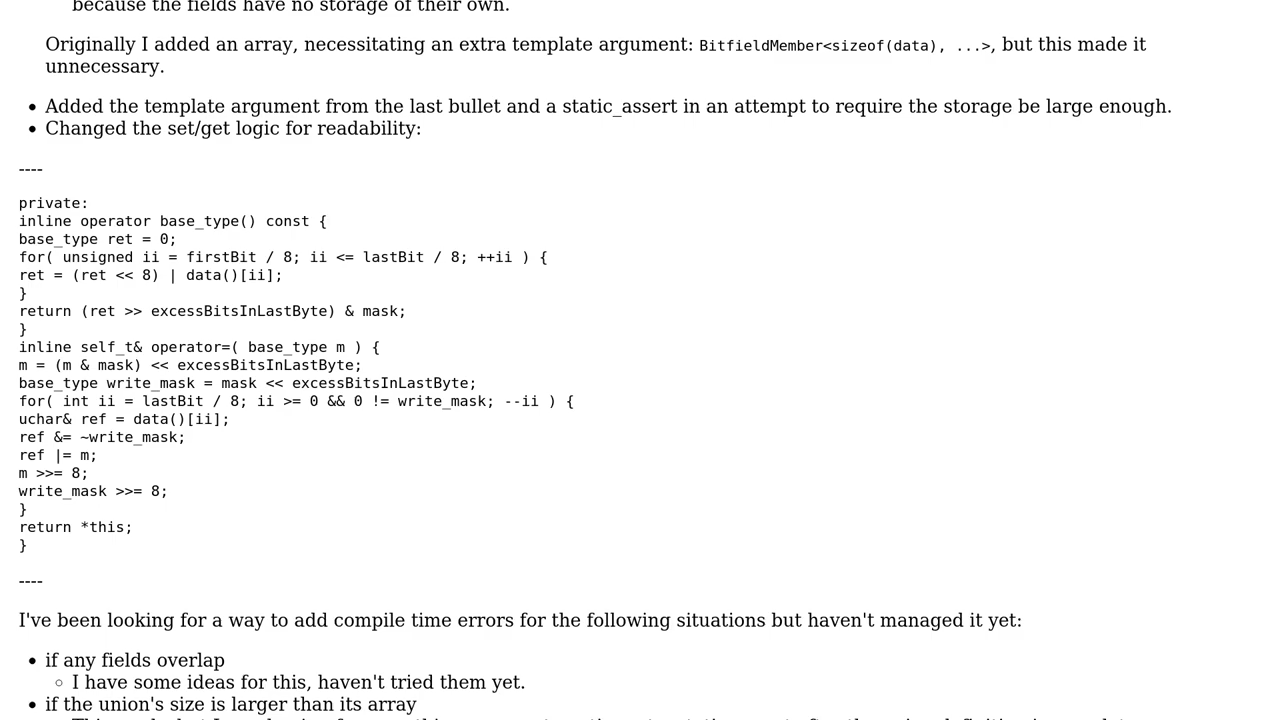 because the fields have no storage of their own.
Originally I added an array, necessitating an extra template argument: BitfieldMember<sizeof(data), ...>, but this made it
unnecessary.
• Added the template argument from the last bullet and a static_assert in an attempt to require the storage be large enough.
• Changed the set/get logic for readability:
----
private:
inline operator base_type() const {
base_type ret = 0;
for( unsigned ii = firstBit / 8; ii <= lastBit / 8; ++ii ) {
ret = (ret << 8) | data()[ii];
}
return (ret >> excessBitsInLastByte) & mask;
}
inline self_t& operator=( base_type m ) {
m = (m & mask) << excessBitsInLastByte;
base_type write_mask = mask << excessBitsInLastByte;
for( int ii = lastBit / 8; ii >= 0 && 0 != write_mask; --ii ) {
uchar& ref = data()[ii];
ref &= ~write_mask;
ref |= m;
m >>= 8;
write_mask >>= 8;
}
return *this;
}
----
I've been looking for a way to add compile time errors for the following situations but haven't managed it yet:
• if any fields overlap
◦ I have some ideas for this, haven't tried them yet.
• if the union's size is larger than its array